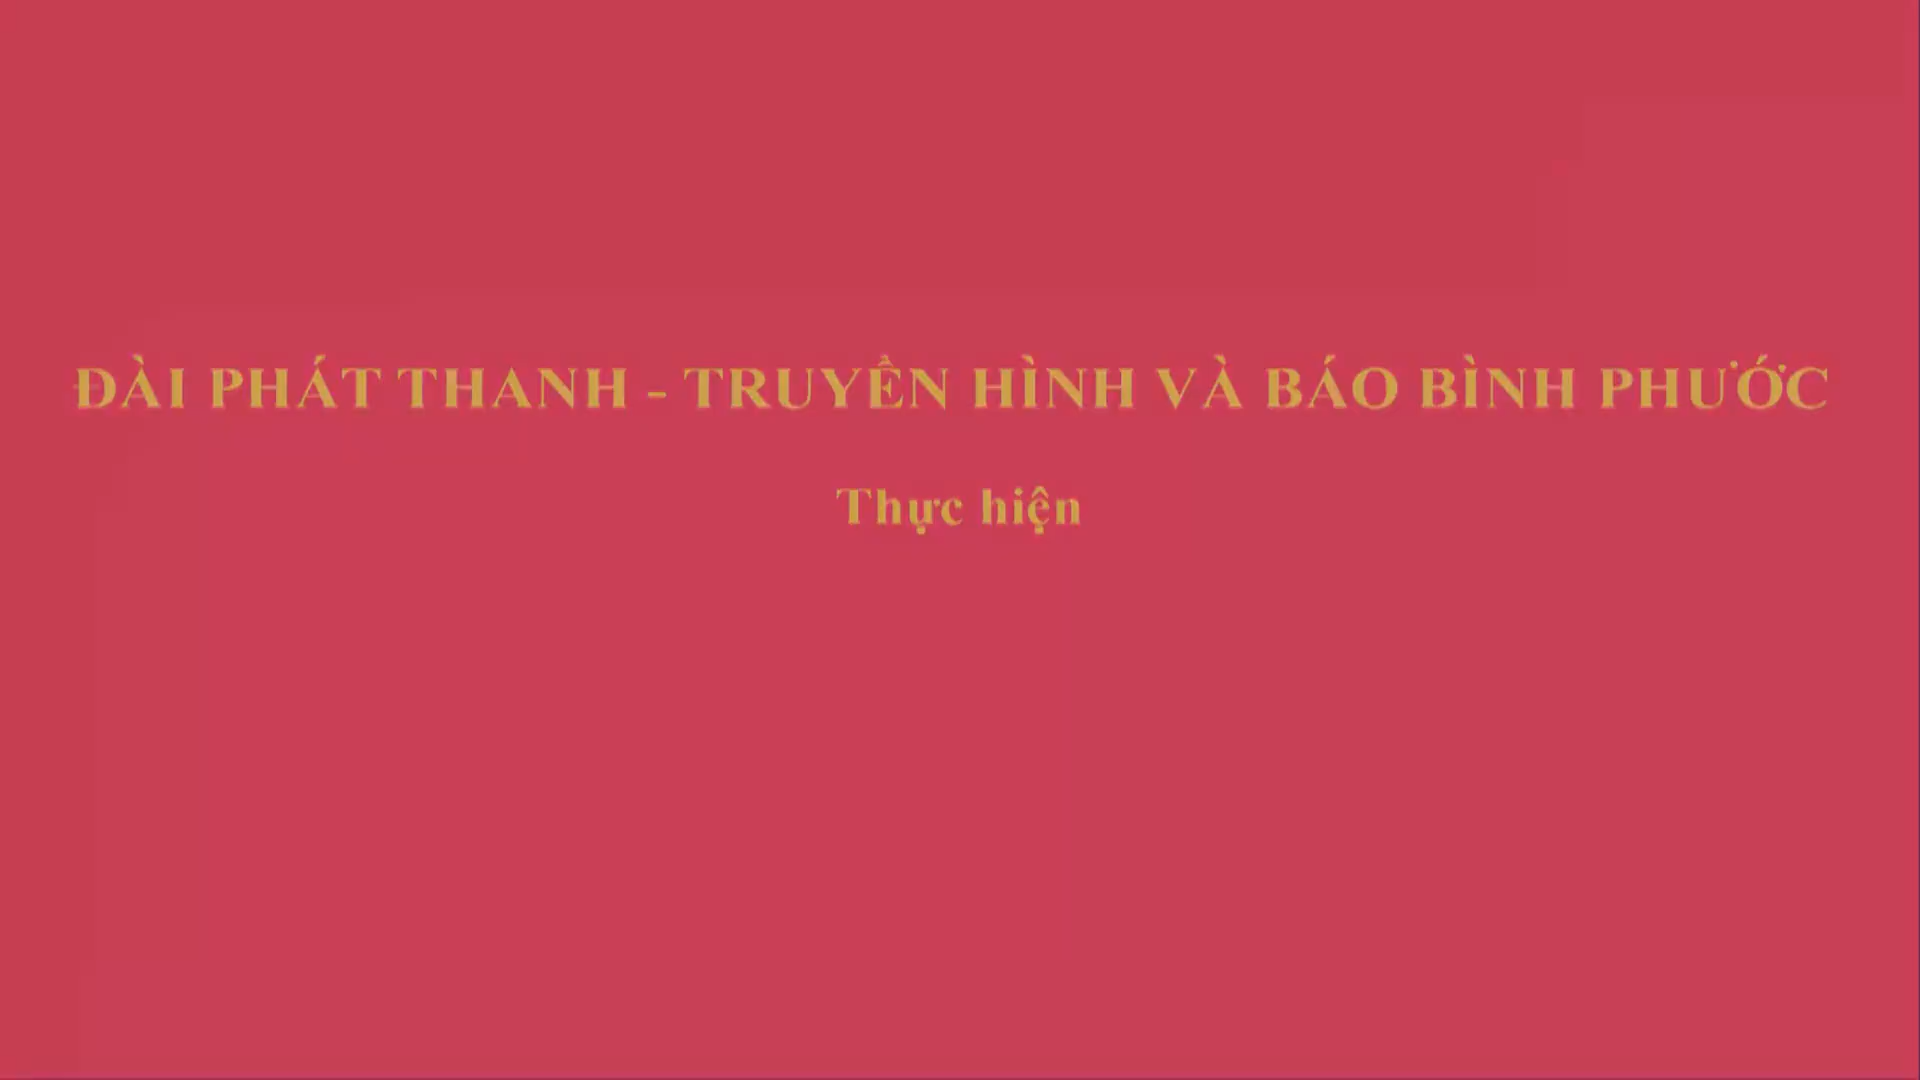 ĐÀI PHÁT THANH - TRUYỀN HÌNH VÀ BÁO BÌNH PHƯỚC
Thực hiện